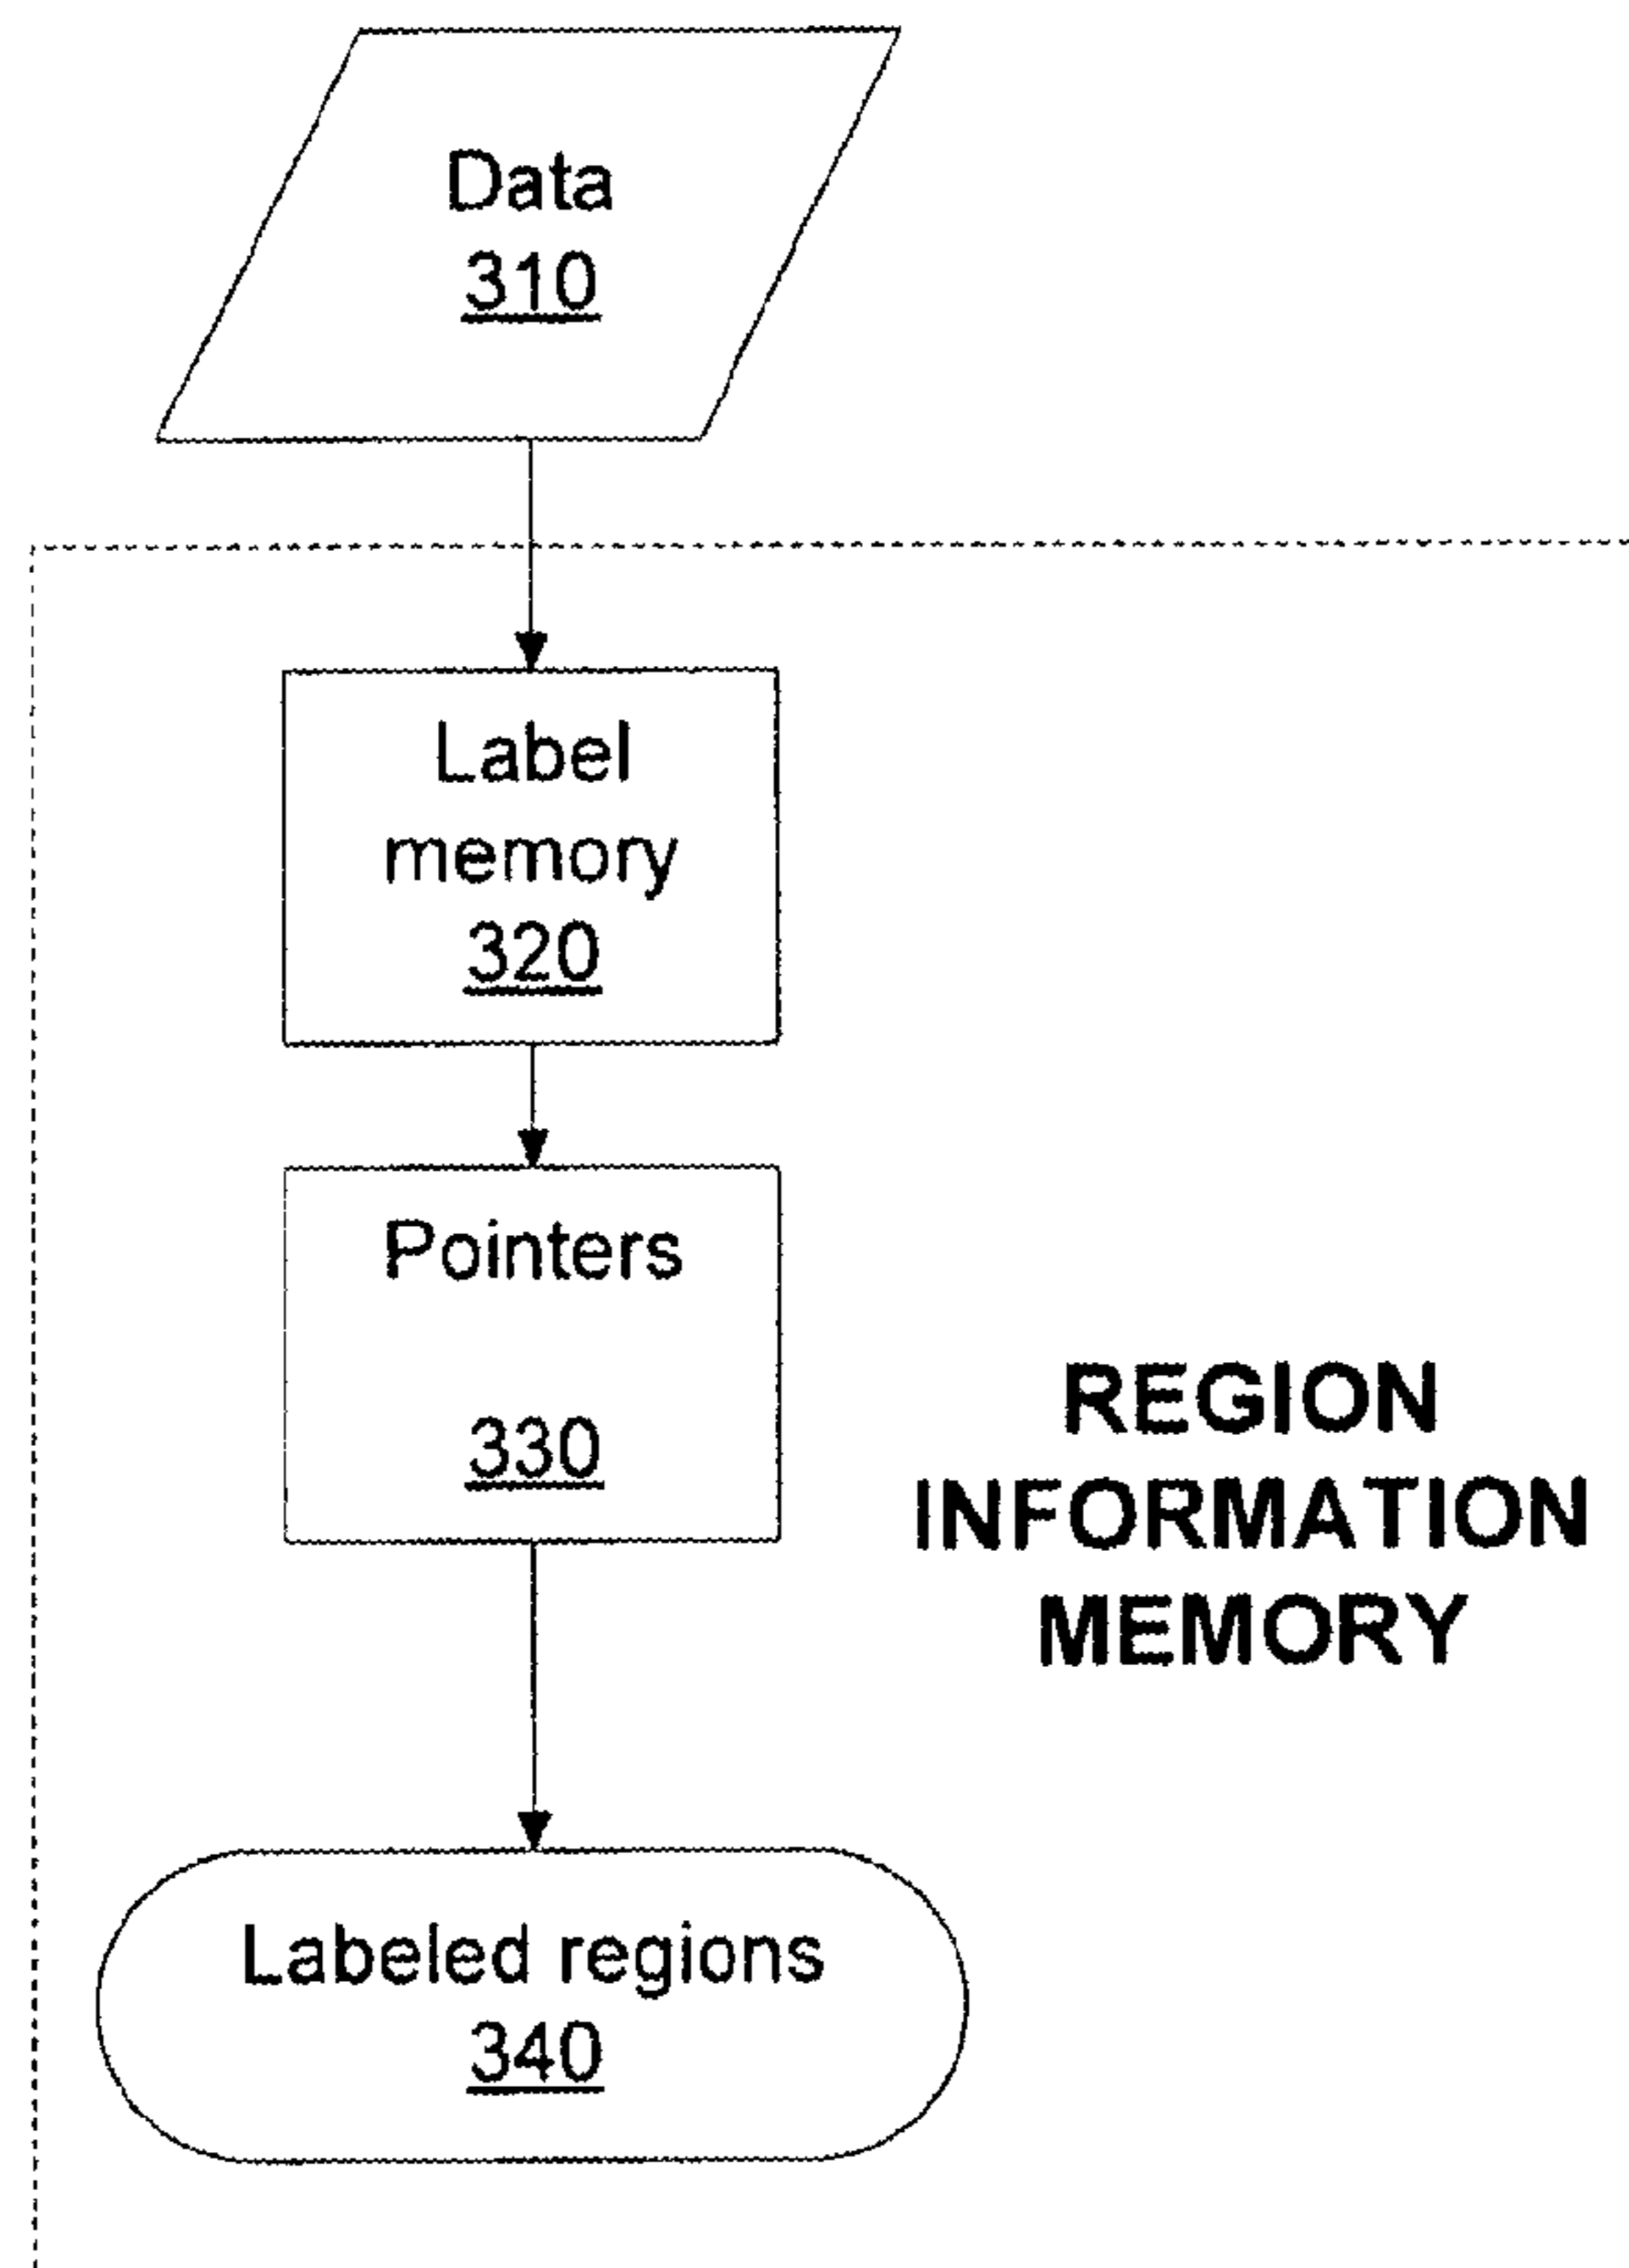 Data
310
Label
memory
320
Pointers
330
REGION
INFORMATION
MEMORY
Labeled regions
340